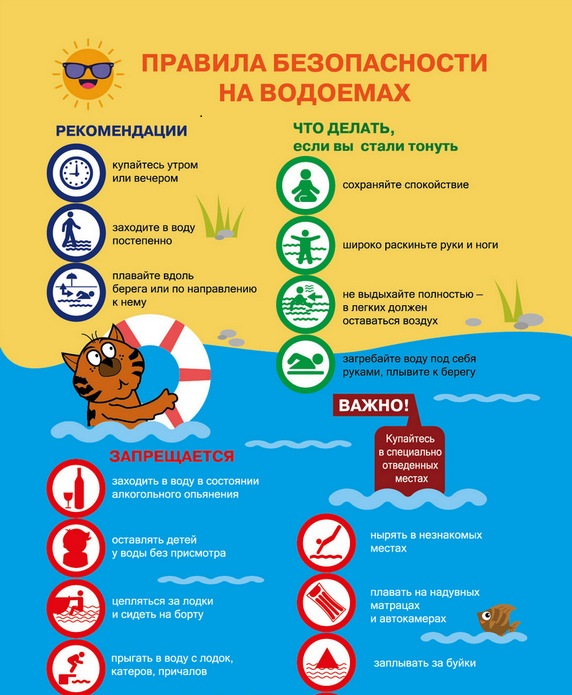 ПРАВИЛА БЕЗОПАСНОСТИ
НА ВОДОЕМАХ
РЕКОМЕНДАЦИИ
купайтесь утром
или вечером
заходите в воду
постепенно
плавайте вдоль
берега или по направлению
к нему
ЧТО ДЕЛАТЬ,
если вы стали тонуть
сохраняйте спокойствие
широко раскиньте руки и ноги
не выдыхайте полностью –
в легких должен
оставаться воздух
загребайте воду под себя
руками, плывите к берегу
ВАЖНО!
Купайтесь
в специально
отведенных
местах
ЗАПРЕЩАЕТСЯ
заходить в воду в состоянии
алкогольного опьянения
оставлять детей
у воды без присмотра
цепляться за лодки
и сидеть на борту
прыгать в воду с лодок,
катеров, причалов
нырять в незнакомых
местах
плавать на надувных
матрацах
и автокамерах
заплывать за буйки